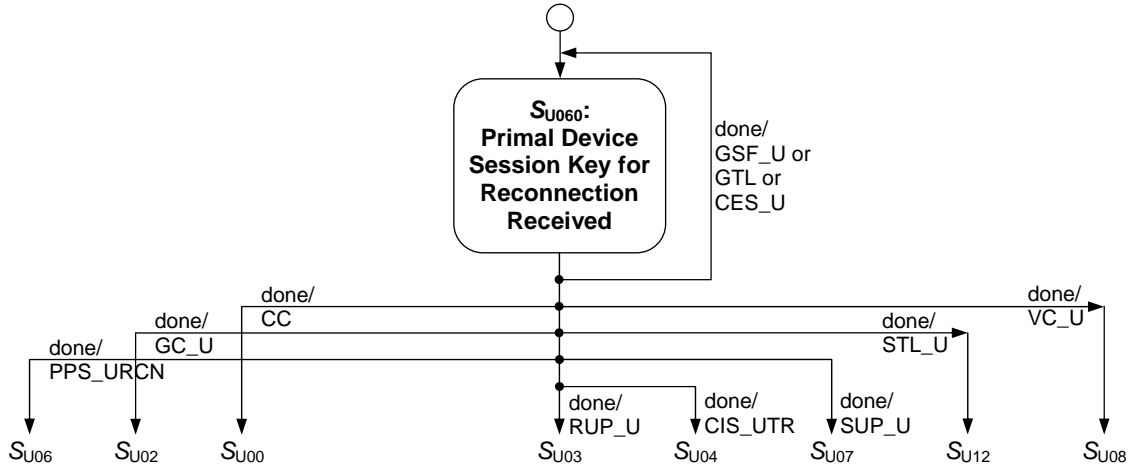 SU060:
Primal Device
Session Key for
Reconnection
Received
done/
GSF_U or
GTL or
CES_U
done/
CC
done/
VC_U
done/
GC_U
done/
STL_U
done/
PPS_URCN
done/
RUP_U
done/
CIS_UTR
done/
SUP_U
SU06 SU02 SU00 SU03 SU04 SU07 SU12 SU08